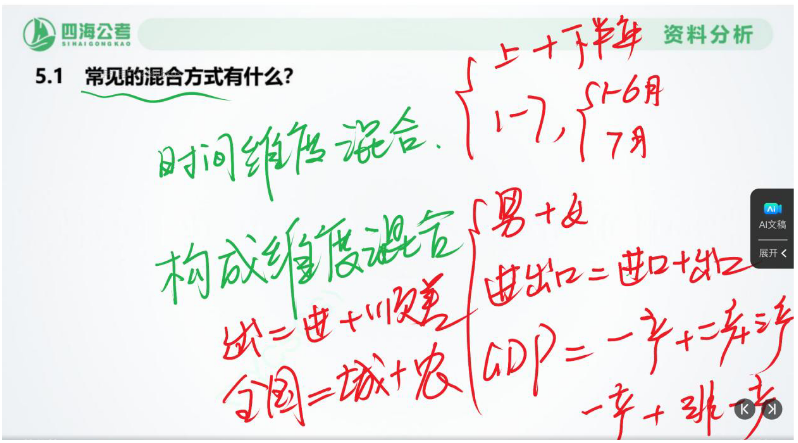 四海公考
SIHAIGONGKAO
资料分析
5.1 常见的混合方式有什么?
时间维度混合.
上+下半年
1-7,
1-6月
7月
构成维度混合
男+女
进出口=进口+出口
GDP=一产+二产+三产
一产+非一产
出=进+顺差
全国=城+农
AI文稿
展开